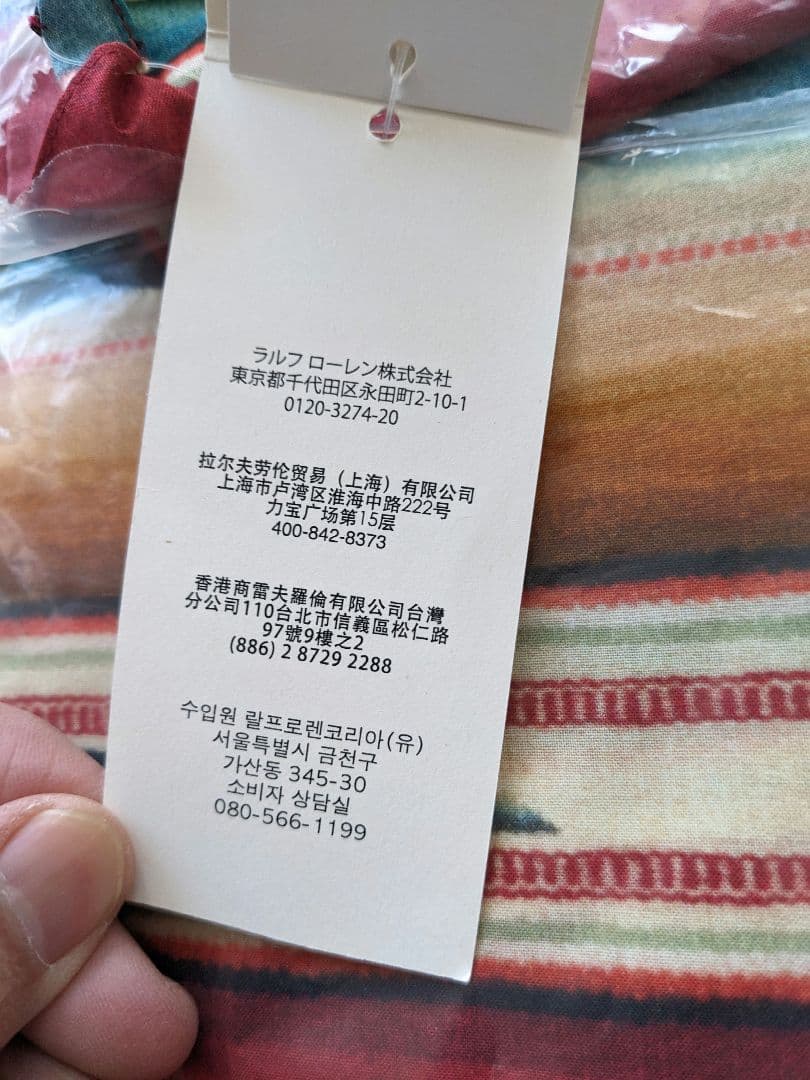 ラルフ ローレン株式会社
東京都千代田区永田町2-10-1
0120-3274-20
拉尔夫劳伦贸易（上海）有限公司
上海市卢湾区淮海中路222号
力宝广场第15层
400-842-8373
香港商雷夫羅倫有限公司台灣
分公司110台北市信義區松仁路
97號9樓之2
(886) 2 8729 2288
수입원 랄프로렌코리아(유)
서울특별시 금천구
가산동 345-30
소비자 상담실
080-566-1199